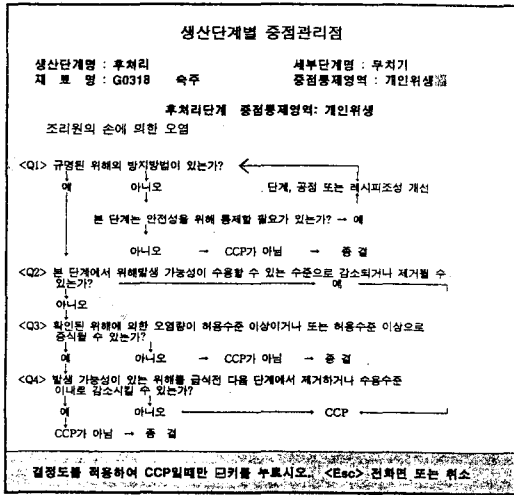 생산단계별 중점관리점
생산단계명 : 후처리 세부단계명 : 무치기
재 료 명 : G0318 숙주 중점통제영역 : 개인위생
후처리단계 중점통제영역: 개인위생
조리원의 손에 의한 오염
<Q1> 규명된 위해의 방지방법이 있는가?
예 아니오 단계, 공정 또는 레시피조성 개선
본 단계는 안전성을 위해 통제할 필요가 있는가? → 예
아니오 → CCP가 아님 → 종 결
<Q2> 본 단계에서 위해발생 가능성이 수용할 수 있는 수준으로 감소되거나 제거될 수
있는가? 예
아니오
<Q3> 확인된 위해에 의한 오염량이 허용수준 이상이거나 또는 허용수준 이상으로
증식될 수 있는가?
예 아니오 → CCP가 아님 → 종 결
<Q4> 발생 가능성이 있는 위해를 급식전 다음 단계에서 제거하거나 수용수준
이내로 감소시킬 수 있는가?
예 아니오 CCP
CCP가 아님 → 종 결
결정도를 적용하여 CCP일때만 키를 누르시오. <Esc> 전화면 또는 취소